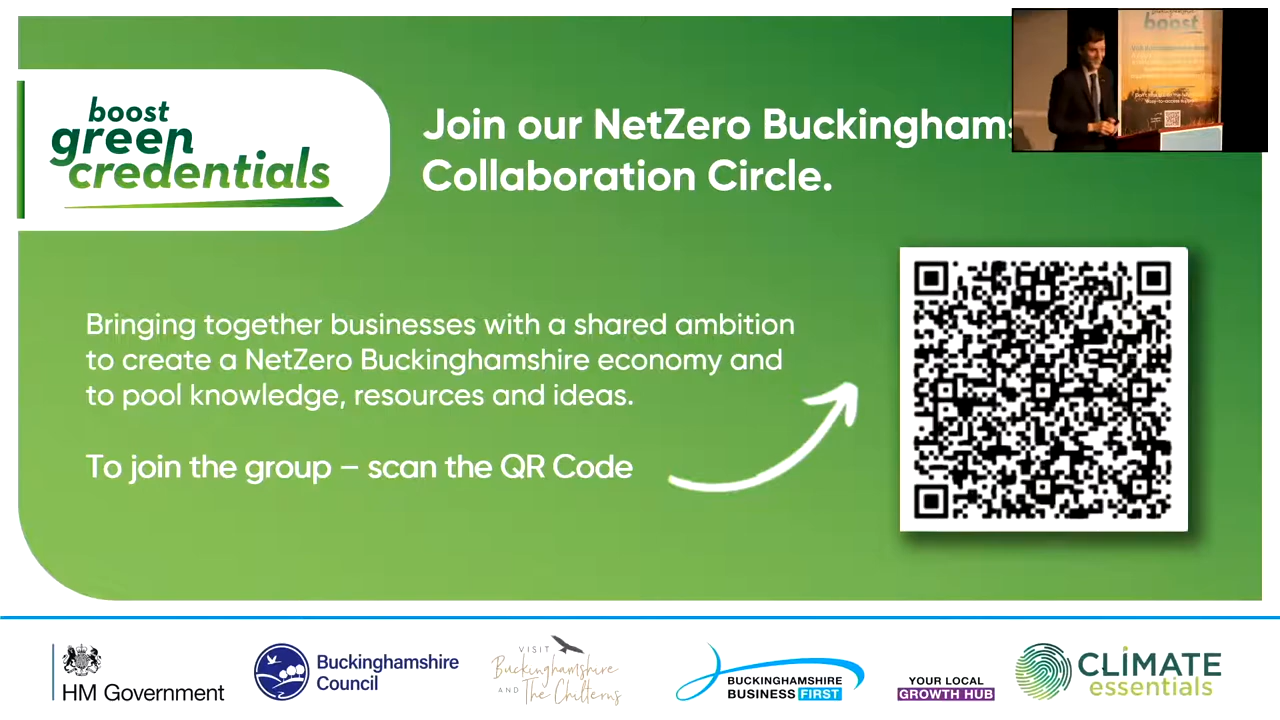 boost
green
credentials
Join our NetZero Buckinghams
Collaboration Circle.
boost
Bringing together businesses with a shared ambition
to create a NetZero Buckinghamshire economy and
to pool knowledge, resources and ideas.
To join the group – scan the QR Code
HM Government
Buckinghamshire
Council
VISIT
Buckinghamshire
AND The Chilterns
BUCKINGHAMSHIRE
BUSINESS FIRST
YOUR LOCAL
GROWTH HUB
CLIMATE
essentials